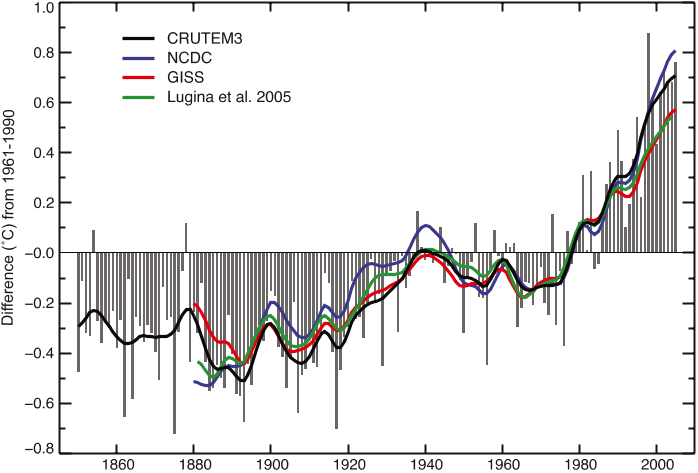 1.0
0.8
0.6
0.4
0.2
-0.0
-0.2
-0.4
-0.6
-0.8
Difference (°C) from 1961-1990
CRUTEM3
NCDC
GISS
Lugina et al. 2005
1860 1880 1900 1920 1940 1960 1980 2000